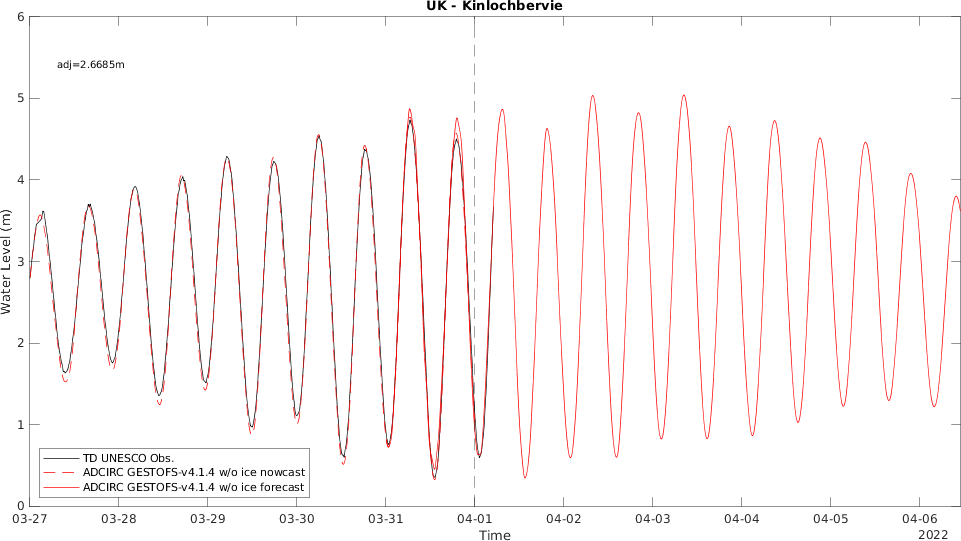 UK - Kinlochbervie
6
adj=2.6685m
5
4
3
2
1
0
Water Level (m)
TD UNESCO Obs.
ADCIRC GESTOFS-v4.1.4 w/o ice nowcast
ADCIRC GESTOFS-v4.1.4 w/o ice forecast
03-27 03-28 03-29 03-30 03-31 04-01 04-02 04-03 04-04 04-05 04-06
Time
2022